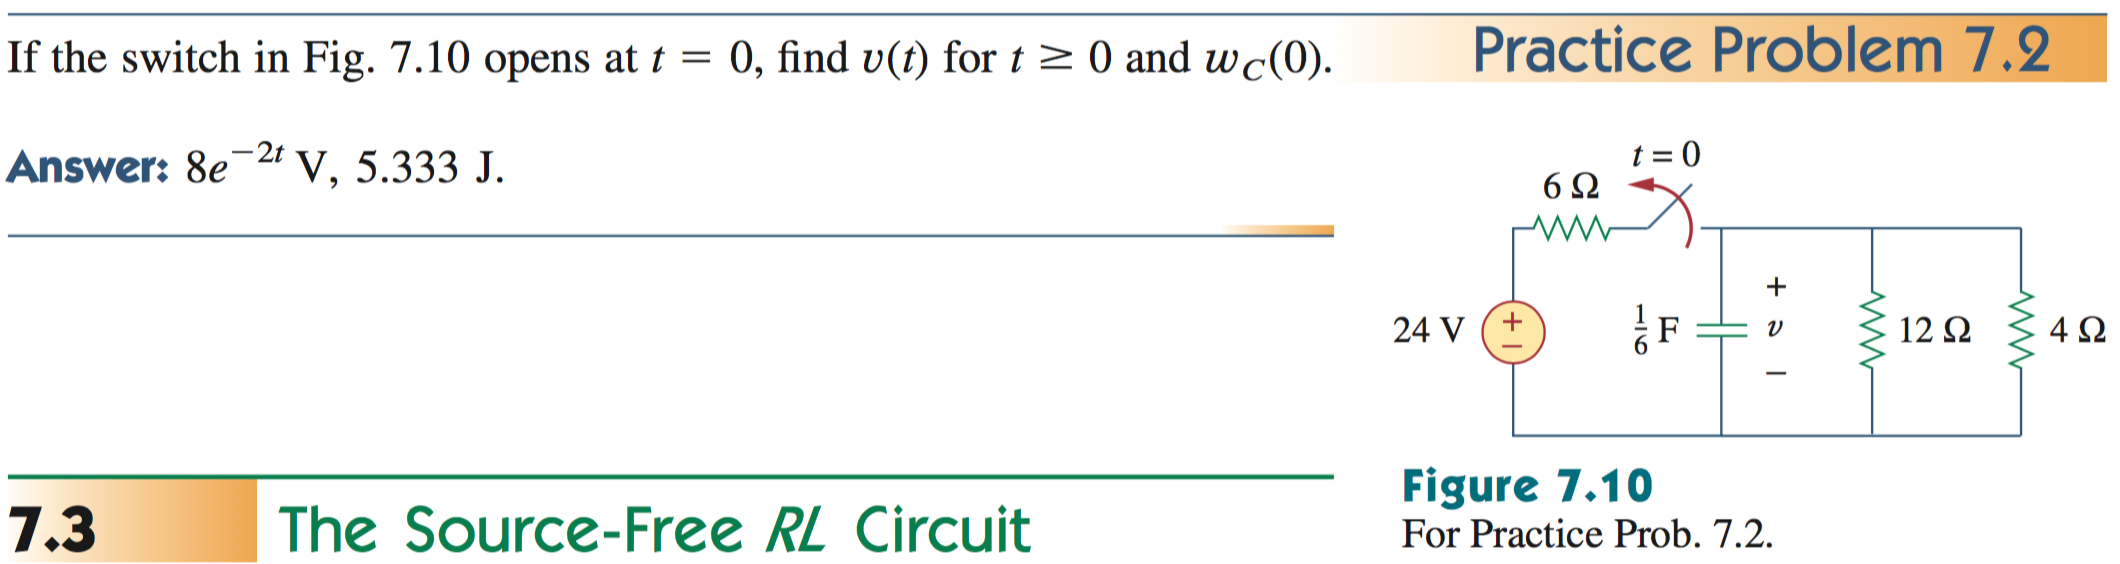 If the switch in Fig. 7.10 opens at t = 0, find v(t) for t ≥ 0 and w_C(0).
Practice Problem 7.2
Answer: 8e^{−2t} V, 5.333 J.
t = 0
6 Ω
24 V
+
−
1/6 F
+
v
−
12 Ω
4 Ω
Figure 7.10
For Practice Prob. 7.2.
7.3 The Source-Free RL Circuit